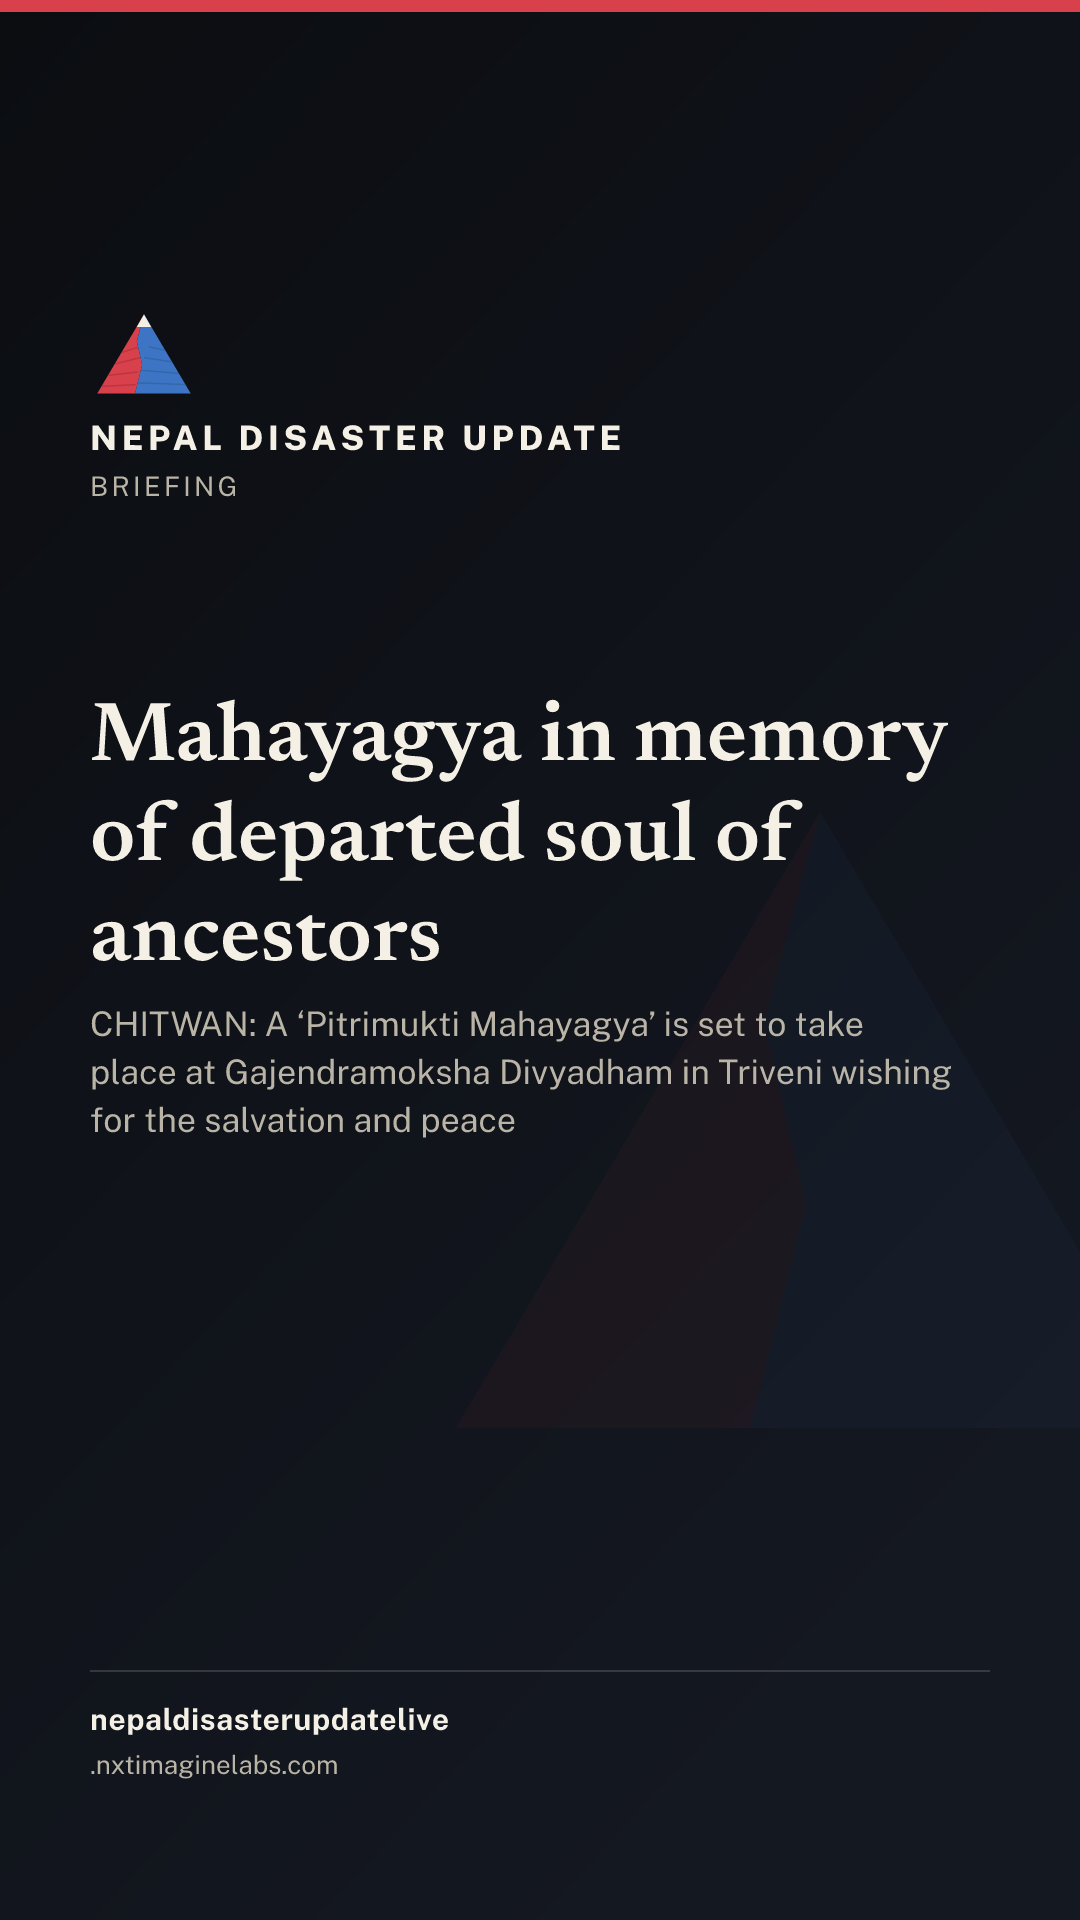 NEPAL DISASTER UPDATE
BRIEFING
Mahayagya in memory
of departed soul of
ancestors
CHITWAN: A ‘Pitrimukti Mahayagya’ is set to take
place at Gajendramoksha Divyadham in Triveni wishing
for the salvation and peace
nepaldisasterupdatelive
.nxtimaginelabs.com